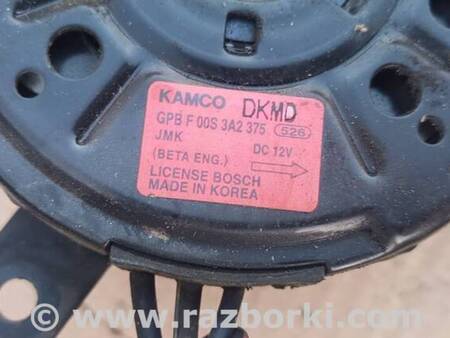 KAMCO DKMD
GPB F 00S 3A2 375 526
JMK DC 12V
(BETA ENG.)
LICENSE BOSCH
MADE IN KOREA
www.razborki.com